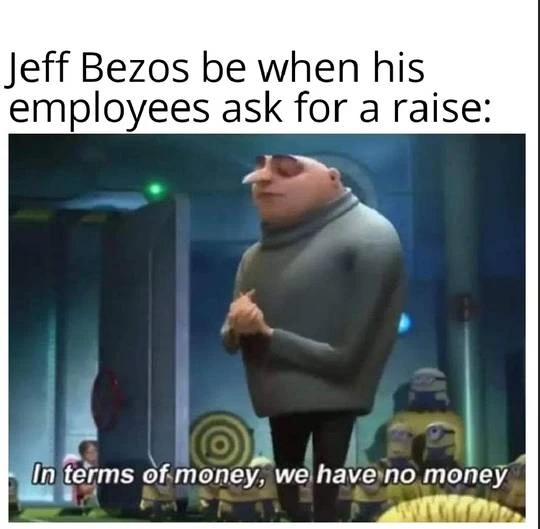 Jeff Bezos be when his
employees ask for a raise:
In terms of money, we have no money